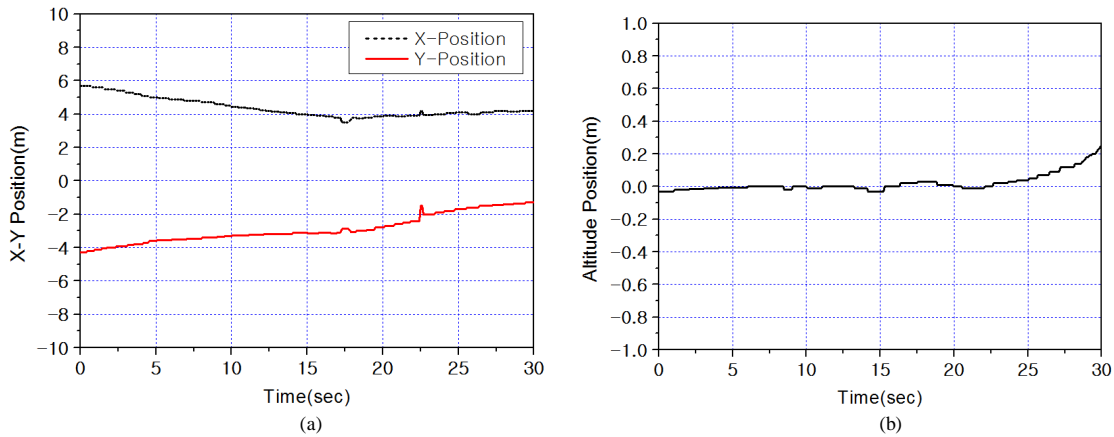 10
8
6
4
2
0
−2
−4
−6
−8
−10
X-Y Position(m)
X-Position
Y-Position
0 5 10 15 20 25 30
Time(sec)
(a)
1.0
0.8
0.6
0.4
0.2
0.0
−0.2
−0.4
−0.6
−0.8
−1.0
Altitude Position(m)
0 5 10 15 20 25 30
Time(sec)
(b)